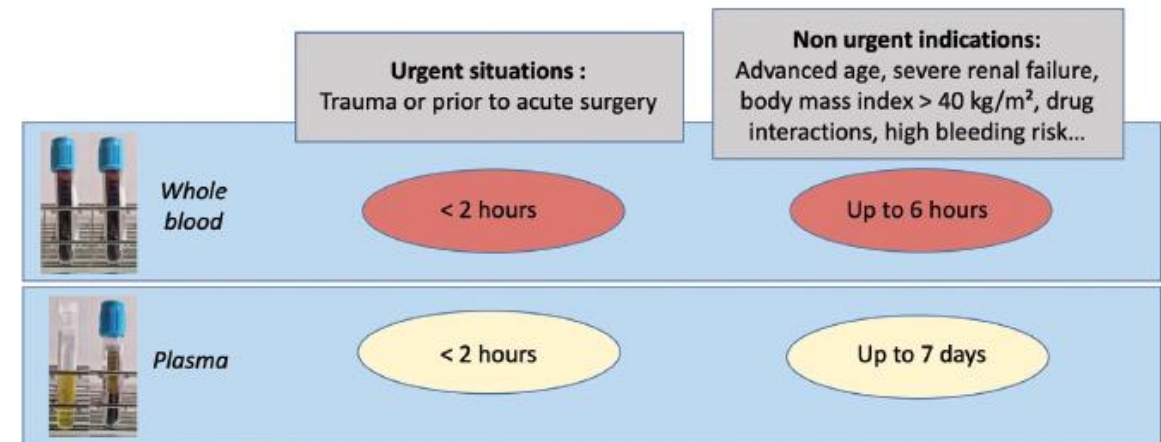 Urgent situations :
Trauma or prior to acute surgery
Non urgent indications:
Advanced age, severe renal failure,
body mass index > 40 kg/m², drug
interactions, high bleeding risk...
Whole
blood
< 2 hours
Up to 6 hours
Plasma
< 2 hours
Up to 7 days